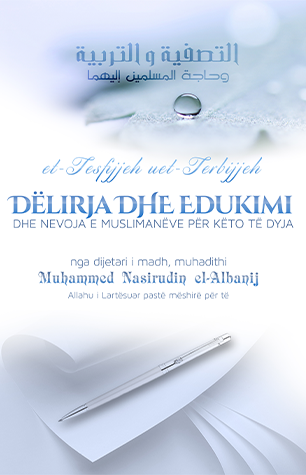 التصفية و التربية
وحاجة المسلمين إليهما
et-Tesfijjeh uet-Terbijjeh
DËLIRJA DHE EDUKIMI
DHE NEVOJA E MUSLIMANËVE PËR KËTO TË DYJA
nga dijetari i madh, muhadithi
Muhammed Nasirudin el-Albanij
Allahu i Lartësuar pastë mëshirë për të